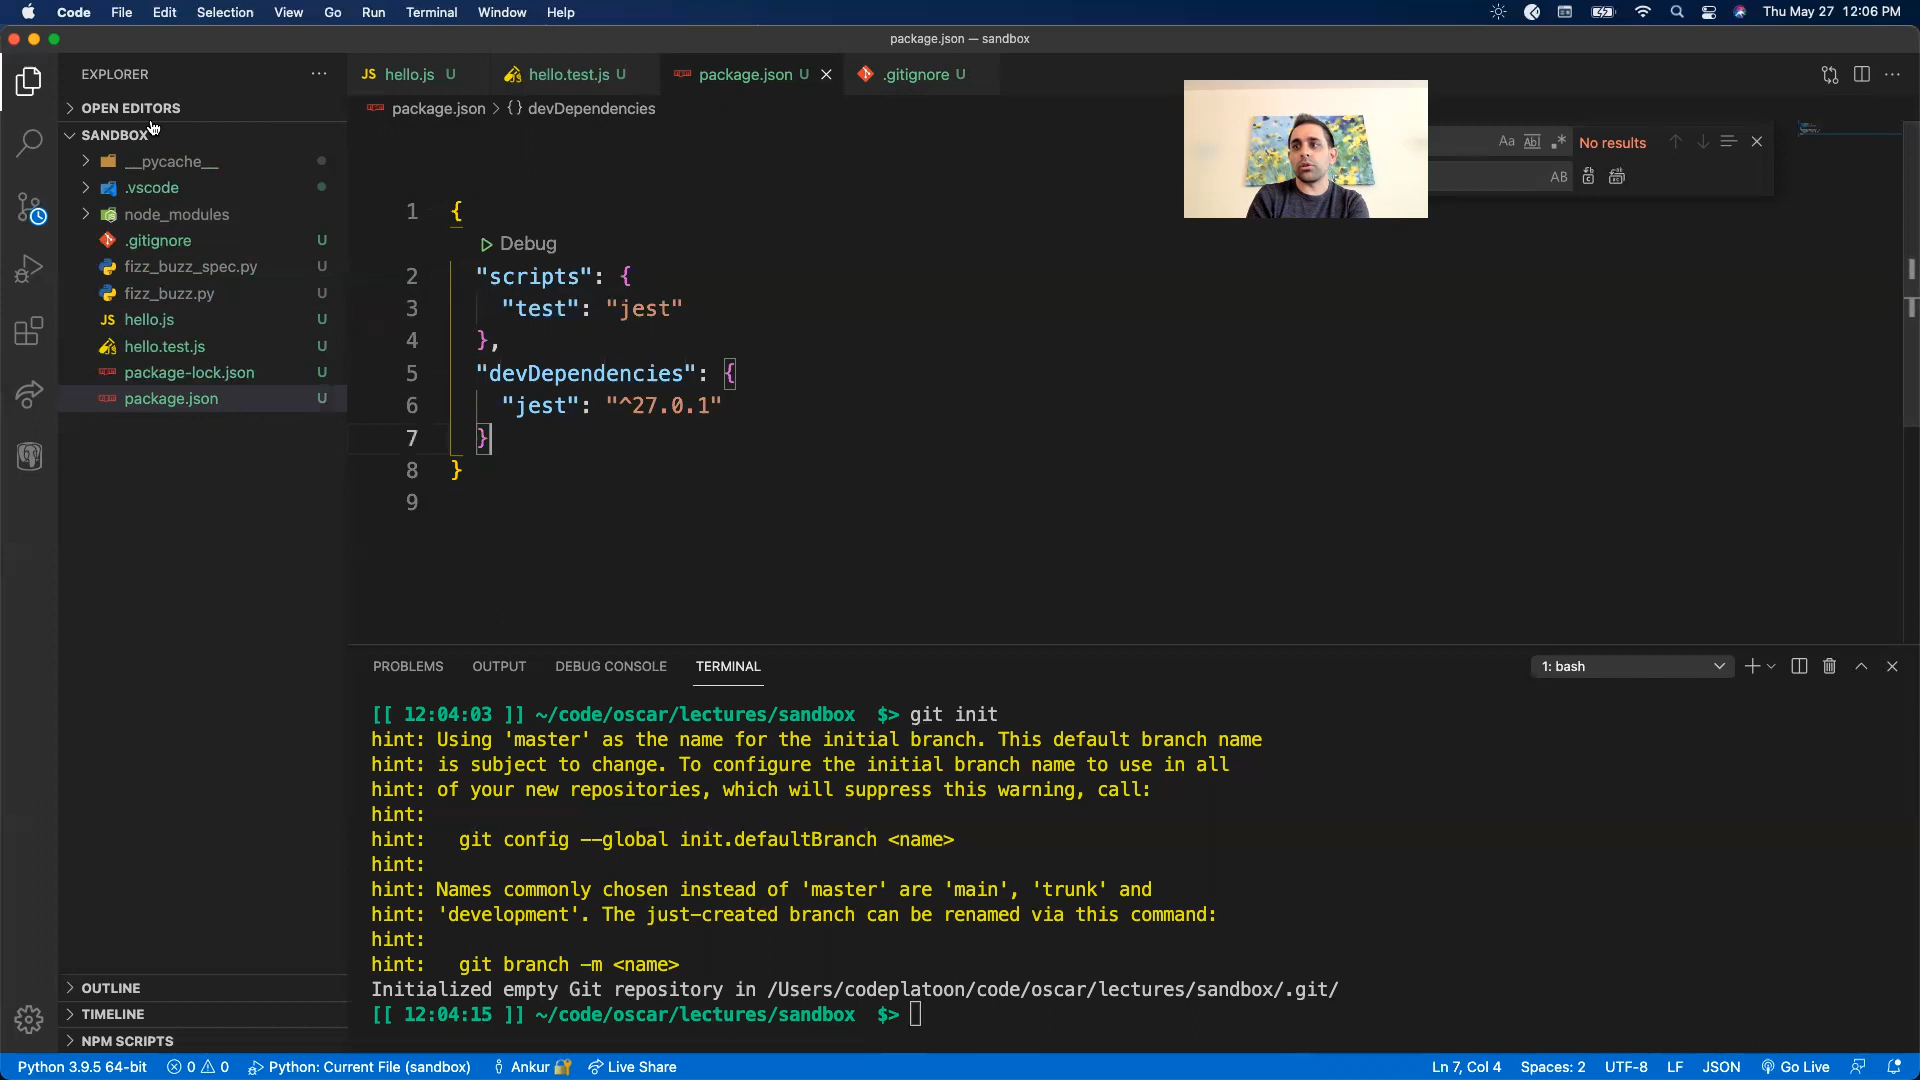 Code File Edit Selection View Go Run Terminal Window Help
Thu May 27 12:06 PM
package.json — sandbox
EXPLORER
OPEN EDITORS
SANDBOX
__pycache__
.vscode
node_modules
.gitignore U
fizz_buzz_spec.py U
fizz_buzz.py U
JS hello.js U
hello.test.js U
package-lock.json U
package.json U
OUTLINE
TIMELINE
NPM SCRIPTS
JS hello.js U
hello.test.js U
package.json U
.gitignore U
package.json > {} devDependencies
Aa Abl .* No results
AB
1 {
Debug
2 "scripts": {
3 "test": "jest"
4 },
5 "devDependencies": {
6 "jest": "^27.0.1"
7 }
8 }
9
PROBLEMS OUTPUT DEBUG CONSOLE TERMINAL
1: bash
[[ 12:04:03 ]] ~/code/oscar/lectures/sandbox $> git init
hint: Using 'master' as the name for the initial branch. This default branch name
hint: is subject to change. To configure the initial branch name to use in all
hint: of your new repositories, which will suppress this warning, call:
hint:
hint: git config --global init.defaultBranch <name>
hint:
hint: Names commonly chosen instead of 'master' are 'main', 'trunk' and
hint: 'development'. The just-created branch can be renamed via this command:
hint:
hint: git branch -m <name>
Initialized empty Git repository in /Users/codeplatoon/code/oscar/lectures/sandbox/.git/
[[ 12:04:15 ]] ~/code/oscar/lectures/sandbox $>
Python 3.9.5 64-bit 0 0 Python: Current File (sandbox) Ankur Live Share
Ln 7, Col 4 Spaces: 2 UTF-8 LF JSON Go Live